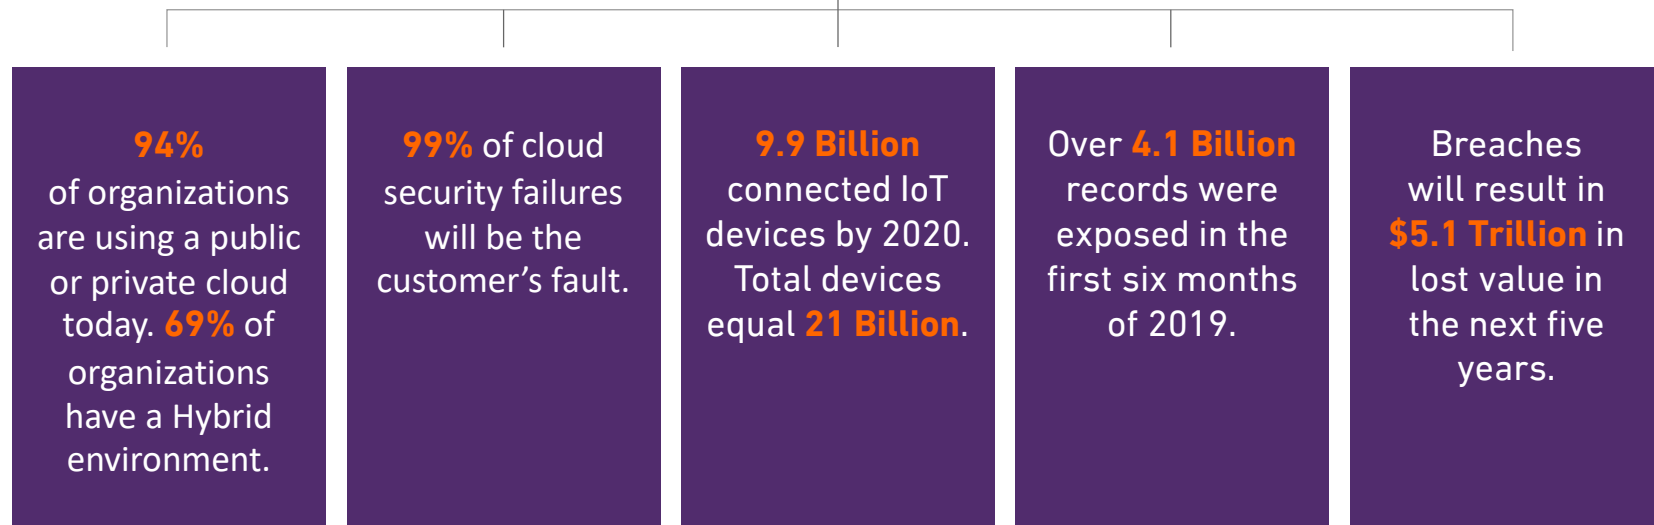 94%
of organizations
are using a public
or private cloud
today. 69% of
organizations
have a Hybrid
environment.
99% of cloud
security failures
will be the
customer’s fault.
9.9 Billion
connected IoT
devices by 2020.
Total devices
equal 21 Billion.
Over 4.1 Billion
records were
exposed in the
first six months
of 2019.
Breaches
will result in
$5.1 Trillion in
lost value in
the next five
years.